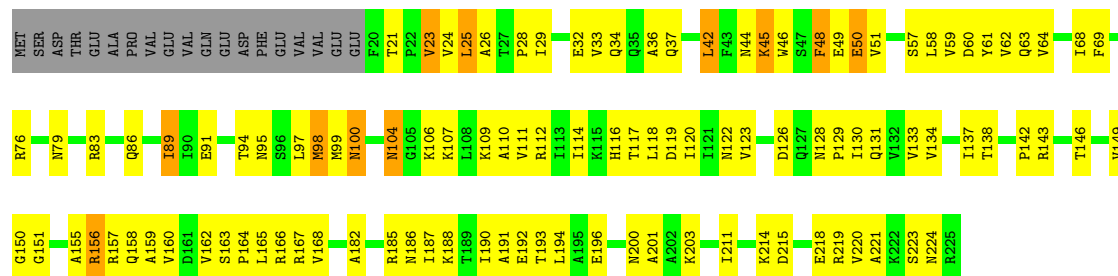 MET SER ASP THR GLU ALA PRO VAL GLU VAL GLN GLU ASP PHE GLU VAL VAL GLU GLU F20 T21 P22 V23 V24 L25 A26 T27 P28 I29 E32 V33 Q34 Q35 A36 Q37 L42 F43 N44 K45 W46 S47 F48 E49 E50 V51 S57 L58 V59 D60 Y61 V62 Q63 V64 I68 F69
R76 N79 R83 Q86 I89 I90 E91 T94 N95 S96 L97 M98 M99 N100 N104 G105 K106 K107 L108 K109 A110 V111 R112 I113 I114 K115 H116 T117 L118 D119 I120 I121 N122 V123 D126 Q127 N128 P129 I130 Q131 V132 V133 V134 I137 T138 P142 R143 T146 V149
G150 G151 A155 R156 R157 Q158 A159 V160 D161 V162 S163 P164 L165 R166 R167 V168 A182 R185 N186 I187 K188 T189 I190 A191 E192 T193 L194 A195 E196 N200 A201 A202 K203 I211 K214 D215 E218 R219 V220 A221 K222 S223 N224 R225